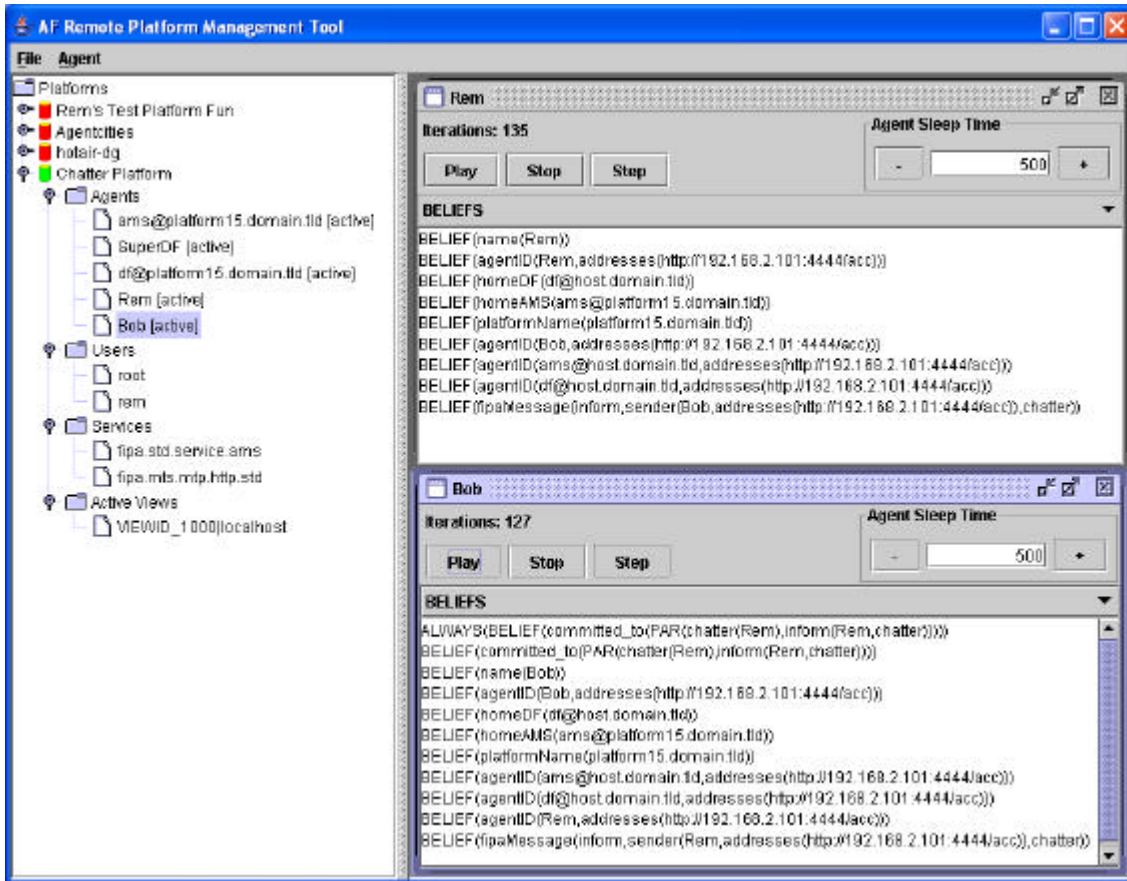 AF Remote Platform Management Tool
File Agent
Platforms
Rem's Test Platform Fun
Agentcities
hotair-dg
Chatter Platform
Agents
ams@platform15.domain.tld [active]
SuperDF [active]
df@platform15.domain.tld [active]
Rem [active]
Bob [active]
Users
root
rem
Services
fipa.std.service.ams
fipa.mts.mtp.http.std
Active Views
VIEWID_1000|localhost
Rem
Iterations: 135
Agent Sleep Time
Play Stop Step
- 500 +
BELIEFS
BELIEF(name(Rem))
BELIEF(agentID(Rem,addresses(http://192.168.2.101:4444/acc)))
BELIEF(homeDF(df@host.domain.tld))
BELIEF(homeAMS(ams@platform15.domain.tld))
BELIEF(platformName(platform15.domain.tld))
BELIEF(agentID(Bob,addresses(http://192.168.2.101:4444/acc)))
BELIEF(agentID(ams@host.domain.tld,addresses(http://192.168.2.101:4444/acc)))
BELIEF(agentID(df@host.domain.tld,addresses(http://192.168.2.101:4444/acc)))
BELIEF(fipaMessage(inform,sender(Bob,addresses(http://192.168.2.101:4444/acc)),chatter))
Bob
Iterations: 127
Agent Sleep Time
Play Stop Step
- 500 +
BELIEFS
ALWAYS(BELIEF(committed_to(PAR(chatter(Rem),inform(Rem,chatter)))))
BELIEF(committed_to(PAR(chatter(Rem),inform(Rem,chatter))))
BELIEF(name(Bob))
BELIEF(agentID(Bob,addresses(http://192.168.2.101:4444/acc)))
BELIEF(homeDF(df@host.domain.tld))
BELIEF(homeAMS(ams@platform15.domain.tld))
BELIEF(platformName(platform15.domain.tld))
BELIEF(agentID(ams@host.domain.tld,addresses(http://192.168.2.101:4444/acc)))
BELIEF(agentID(df@host.domain.tld,addresses(http://192.168.2.101:4444/acc)))
BELIEF(agentID(Rem,addresses(http://192.168.2.101:4444/acc)))
BELIEF(fipaMessage(inform,sender(Rem,addresses(http://192.168.2.101:4444/acc)),chatter))